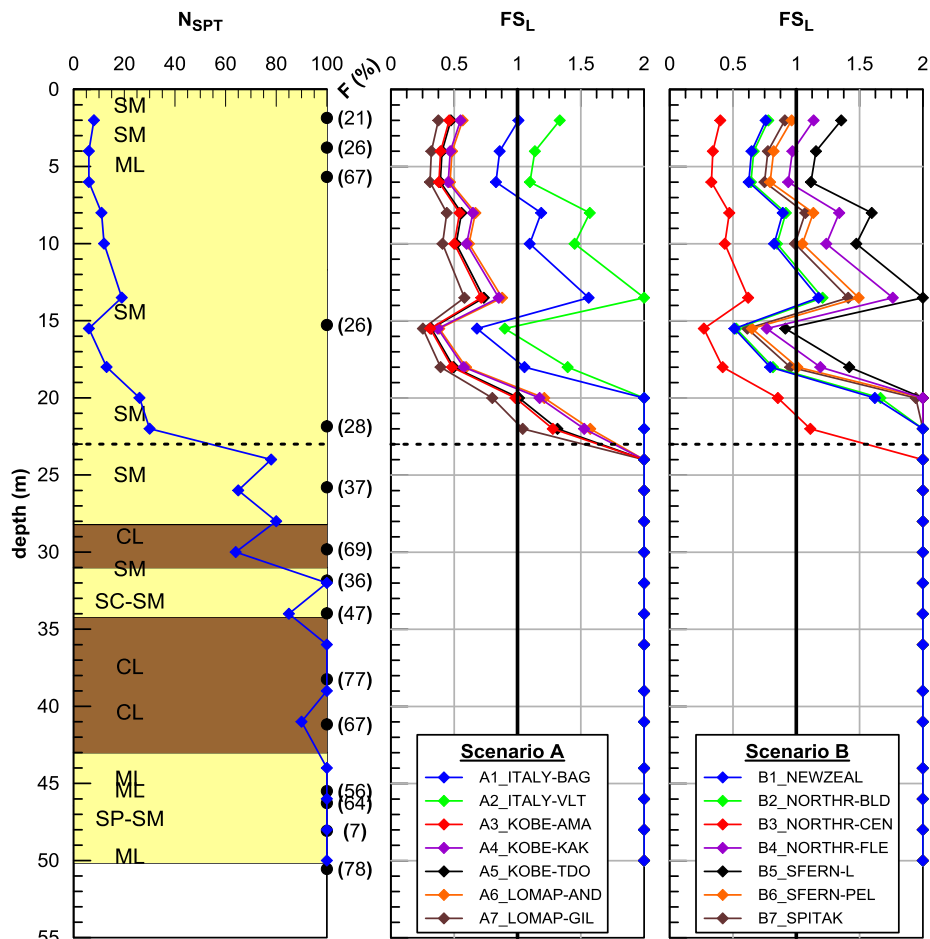 N_SPT
0 20 40 60 80 100
F (%)
FS_L
0 0.5 1 1.5 2
FS_L
0 0.5 1 1.5 2
depth (m)
0
5
10
15
20
25
30
35
40
45
50
55
SM
SM
ML
SM
SM
SM
CL
SM
SC-SM
CL
CL
ML
ML
SP-SM
ML
(21)
(26)
(67)
(26)
(28)
(37)
(69)
(36)
(47)
(77)
(67)
(56)
(64)
(7)
(78)
Scenario A
A1_ITALY-BAG
A2_ITALY-VLT
A3_KOBE-AMA
A4_KOBE-KAK
A5_KOBE-TDO
A6_LOMAP-AND
A7_LOMAP-GIL
Scenario B
B1_NEWZEAL
B2_NORTHR-BLD
B3_NORTHR-CEN
B4_NORTHR-FLE
B5_SFERN-L
B6_SFERN-PEL
B7_SPITAK